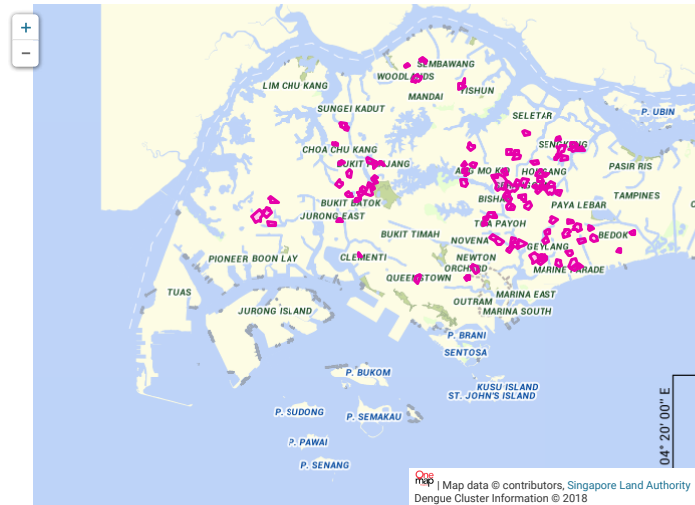 +
−
SEMBAWANG
WOODLANDS
LIM CHU KANG
YISHUN
MANDAI
SUNGEI KADUT
P. UBIN
SELETAR
SENGKANG
CHOA CHU KANG
BUKIT PANJANG
PASIR RIS
ANG MO KIO
HOUGANG
TAMPINES
BISHAN
BUKIT BATOK
PAYA LEBAR
JURONG EAST
TOA PAYOH
BUKIT TIMAH
BEDOK
NOVENA
GEYLANG
PIONEER
BOON LAY
CLEMENTI
NEWTON
ORCHARD
MARINE PARADE
QUEENSTOWN
TUAS
MARINA EAST
OUTRAM
JURONG ISLAND
MARINA SOUTH
P. BRANI
SENTOSA
P. BUKOM
KUSU ISLAND
ST. JOHN'S ISLAND
P. SUDONG
P. SEMAKAU
P. PAWAI
P. SENANG
04° 20' 00" E
One map | Map data © contributors, Singapore Land Authority
Dengue Cluster Information © 2018